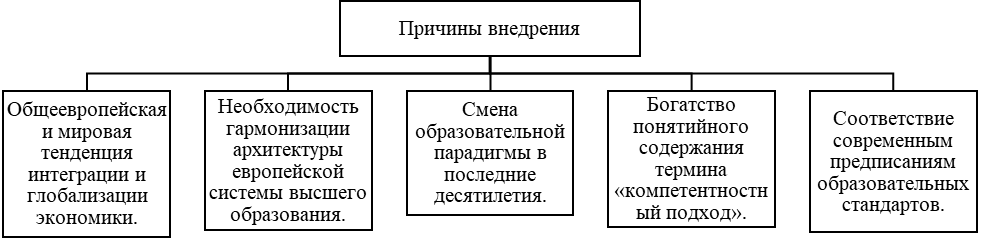 Причины внедрения
Общеевропейская
и мировая
тенденция
интеграции и
глобализации
экономики.
Необходимость
гармонизации
архитектуры
европейской
системы высшего
образования.
Смена
образовательной
парадигмы в
последние
десятилетия.
Богатство
понятийного
содержания
термина
«компетентностн
ый подход».
Соответствие
современным
предписаниям
образовательных
стандартов.